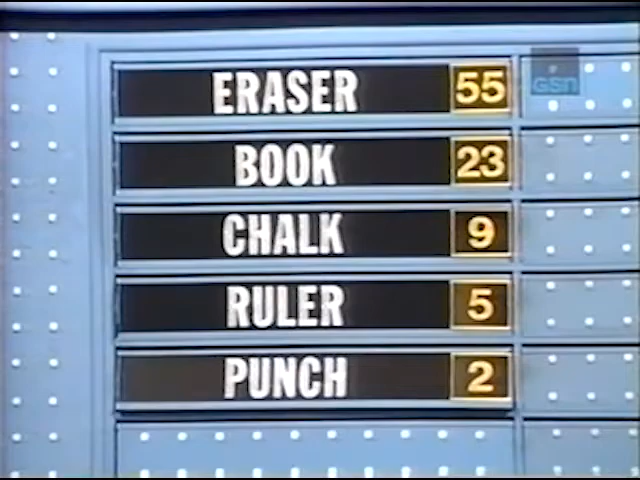 ERASER 55
GSN
BOOK 23
CHALK 9
RULER 5
PUNCH 2